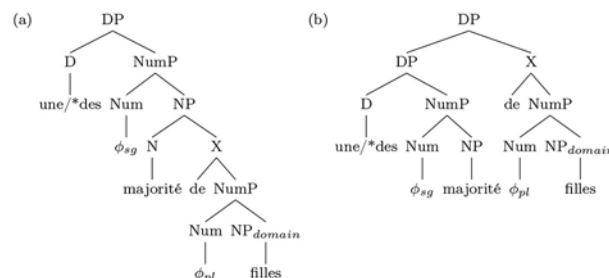 (a) DP (b) DP
D NumP DP X
une/*des Num NP D NumP de NumP
ϕsg N X une/*des Num NP Num NPdomain
majorité de NumP ϕsg majorité ϕpl filles
Num NPdomain
ϕpl filles